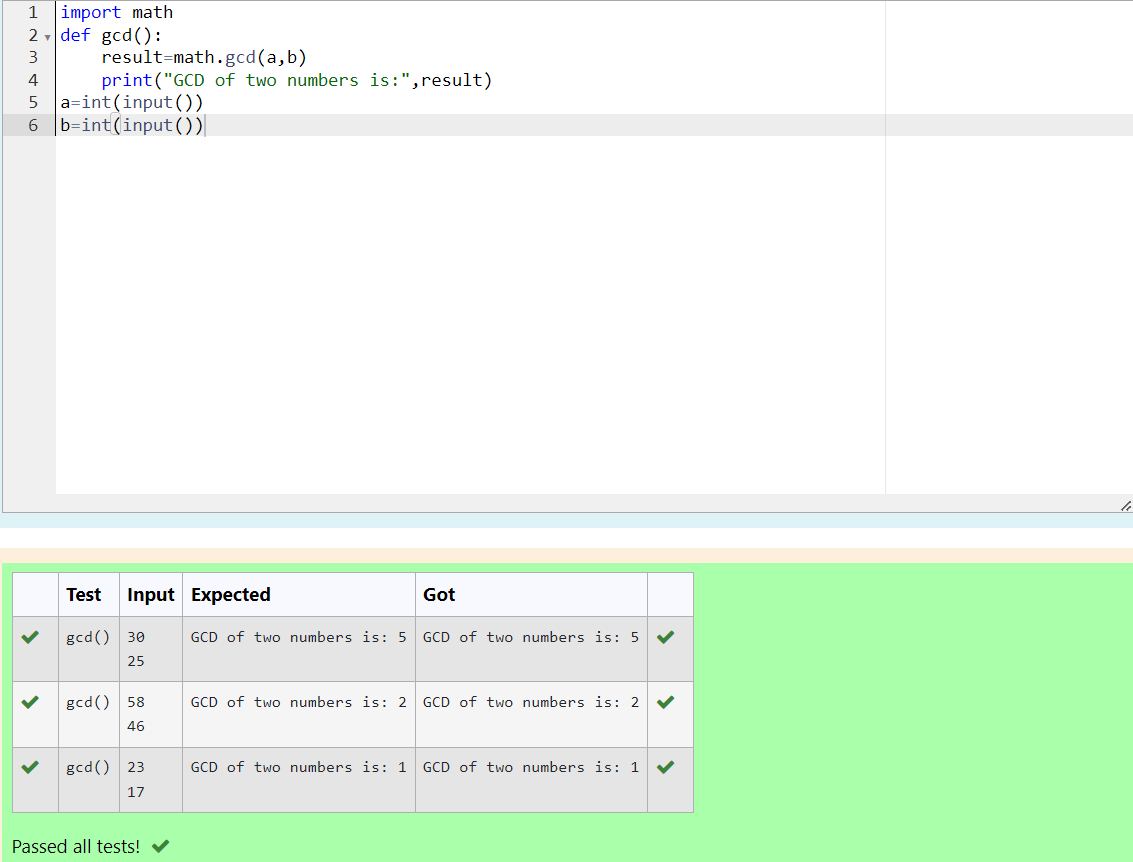 1 import math
2 def gcd():
3     result=math.gcd(a,b)
4     print("GCD of two numbers is:",result)
5 a=int(input())
6 b=int(input())
Test Input Expected Got
gcd() 30 GCD of two numbers is: 5 GCD of two numbers is: 5
25
gcd() 58 GCD of two numbers is: 2 GCD of two numbers is: 2
46
gcd() 23 GCD of two numbers is: 1 GCD of two numbers is: 1
17
Passed all tests!